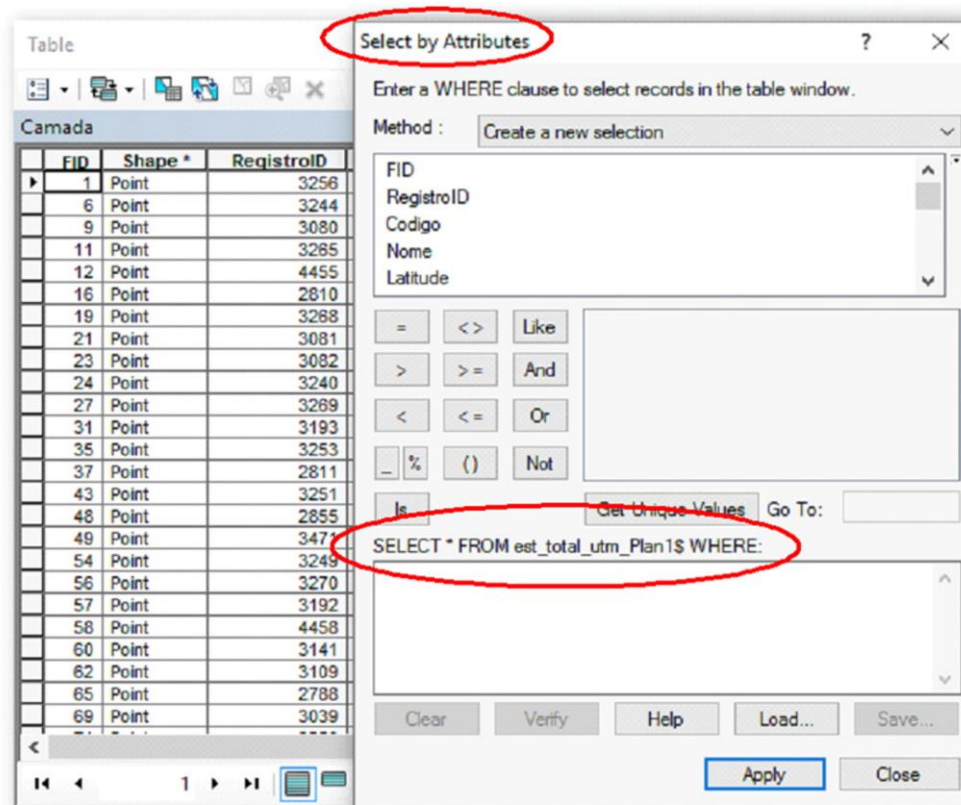 Table
Camada
FID Shape * RegistroID
1 Point 3256
6 Point 3244
9 Point 3080
11 Point 3265
12 Point 4455
16 Point 2810
19 Point 3268
21 Point 3081
23 Point 3082
24 Point 3240
27 Point 3269
31 Point 3193
35 Point 3253
37 Point 2811
43 Point 3251
48 Point 2855
49 Point 3471
54 Point 3249
56 Point 3270
57 Point 3192
58 Point 4458
60 Point 3141
62 Point 3109
65 Point 2788
69 Point 3039
1
Select by Attributes ? ×
Enter a WHERE clause to select records in the table window.
Method : Create a new selection
FID
RegistroID
Codigo
Nome
Latitude
= <> Like
> > = And
< < = Or
_ % () Not
Is Get Unique Values Go To:
SELECT * FROM est_total_utm_Plan1$ WHERE:
Clear Verify Help Load... Save...
Apply Close